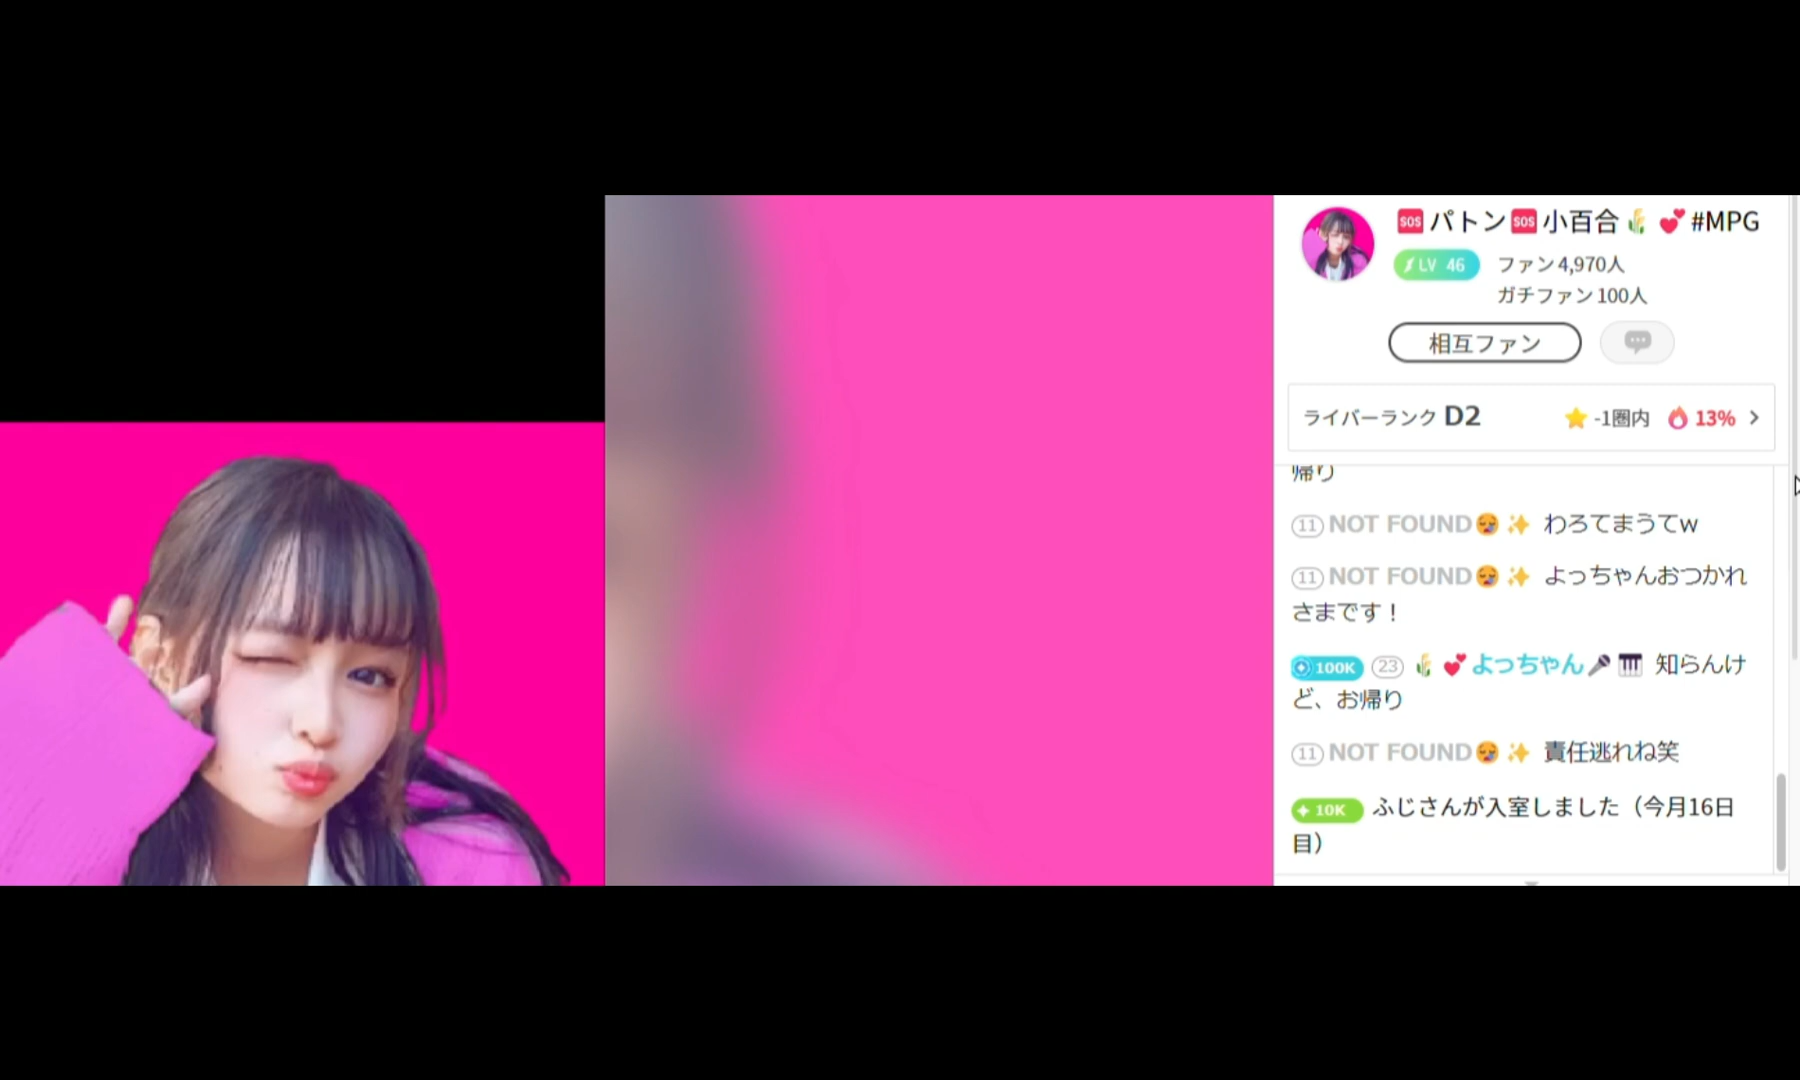 🆘パトン🆘小百合🌾💕#MPG
LV 46
ファン4,970人
ガチファン100人
相互ファン
ライバーランク D2 ⭐-1圏内 13% >
帰り
11 NOT FOUND😪✨ わろてまうてw
11 NOT FOUND😪✨ よっちゃんおつかれ
さまです！
100K 23 🌾💕よっちゃん🎤🎹 知らんけ
ど、お帰り
11 NOT FOUND😪✨ 責任逃れね笑
10K ふじさんが入室しました（今月16日
目）